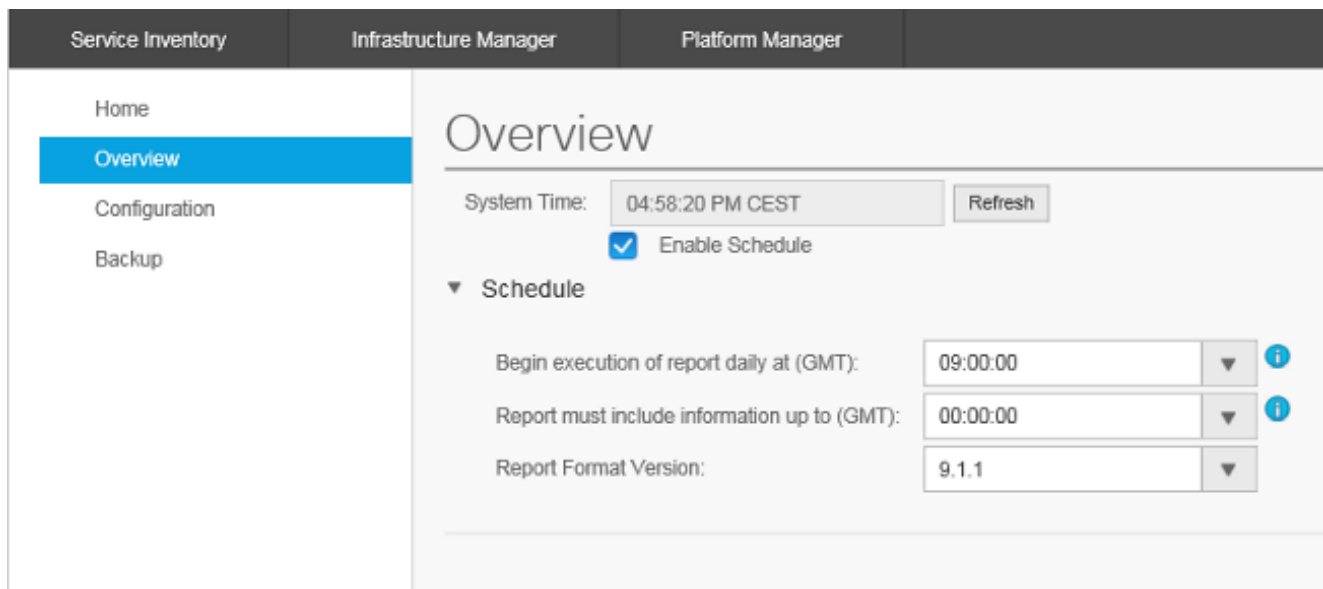 Service Inventory Infrastructure Manager Platform Manager
Home
Overview
Configuration
Backup
Overview
System Time: 04:58:20 PM CEST Refresh
Enable Schedule
Schedule
Begin execution of report daily at (GMT): 09:00:00
Report must include information up to (GMT): 00:00:00
Report Format Version: 9.1.1